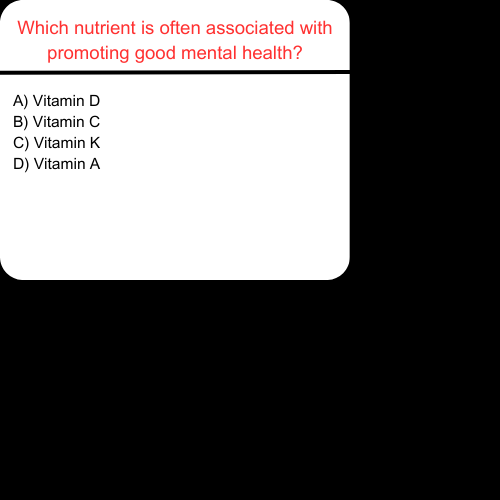 Which nutrient is often associated with
promoting good mental health?
A) Vitamin D
B) Vitamin C
C) Vitamin K
D) Vitamin A